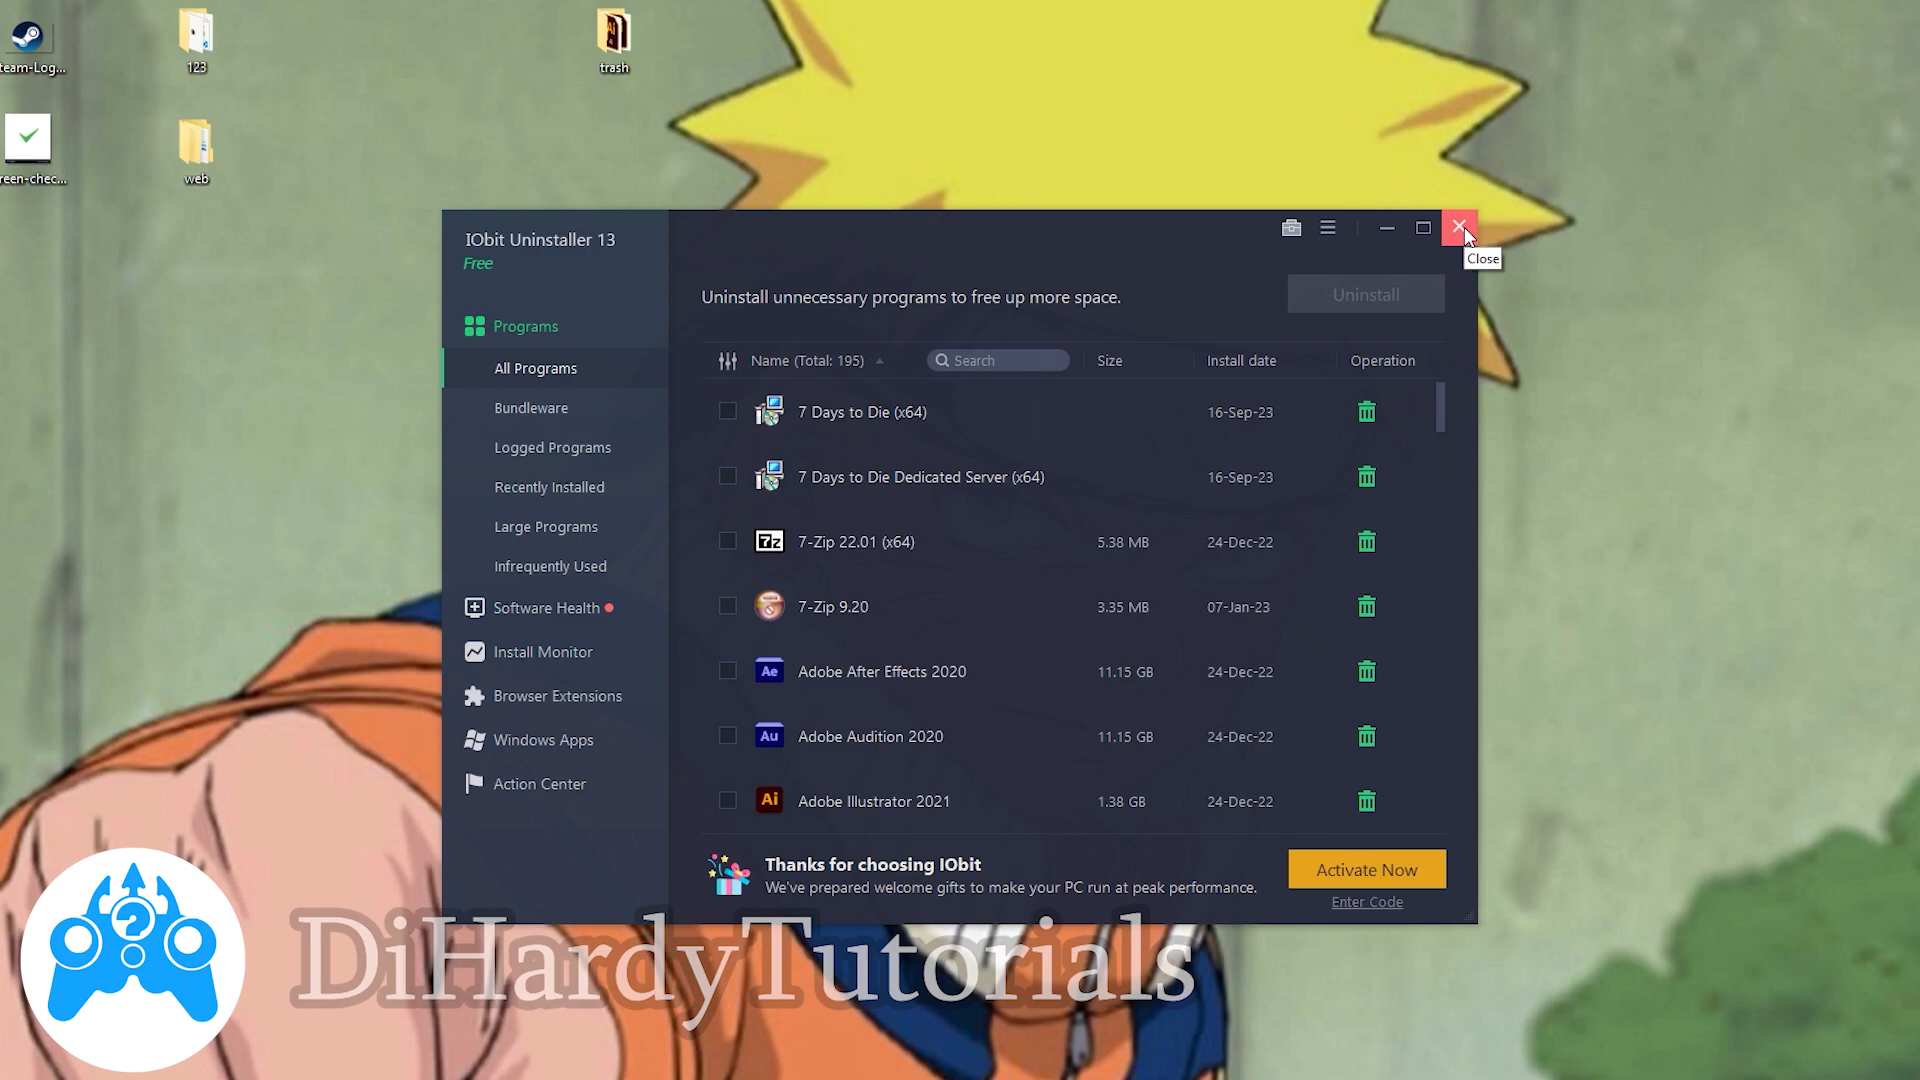 team-Log...
123
trash
reen-chec...
web
IObit Uninstaller 13
Free
Close
Uninstall unnecessary programs to free up more space.
Uninstall
Programs
Name (Total: 195)
Search
Size
Install date
Operation
All Programs
Bundleware
Logged Programs
Recently Installed
Large Programs
Infrequently Used
Software Health
Install Monitor
Browser Extensions
Windows Apps
Action Center
7 Days to Die (x64)
16-Sep-23
7 Days to Die Dedicated Server (x64)
16-Sep-23
7z
7-Zip 22.01 (x64)
5.38 MB
24-Dec-22
7-Zip 9.20
3.35 MB
07-Jan-23
Ae
Adobe After Effects 2020
11.15 GB
24-Dec-22
Au
Adobe Audition 2020
11.15 GB
24-Dec-22
Ai
Adobe Illustrator 2021
1.38 GB
24-Dec-22
Thanks for choosing IObit
We've prepared welcome gifts to make your PC run at peak performance.
Activate Now
Enter Code
?
DiHardyTutorials